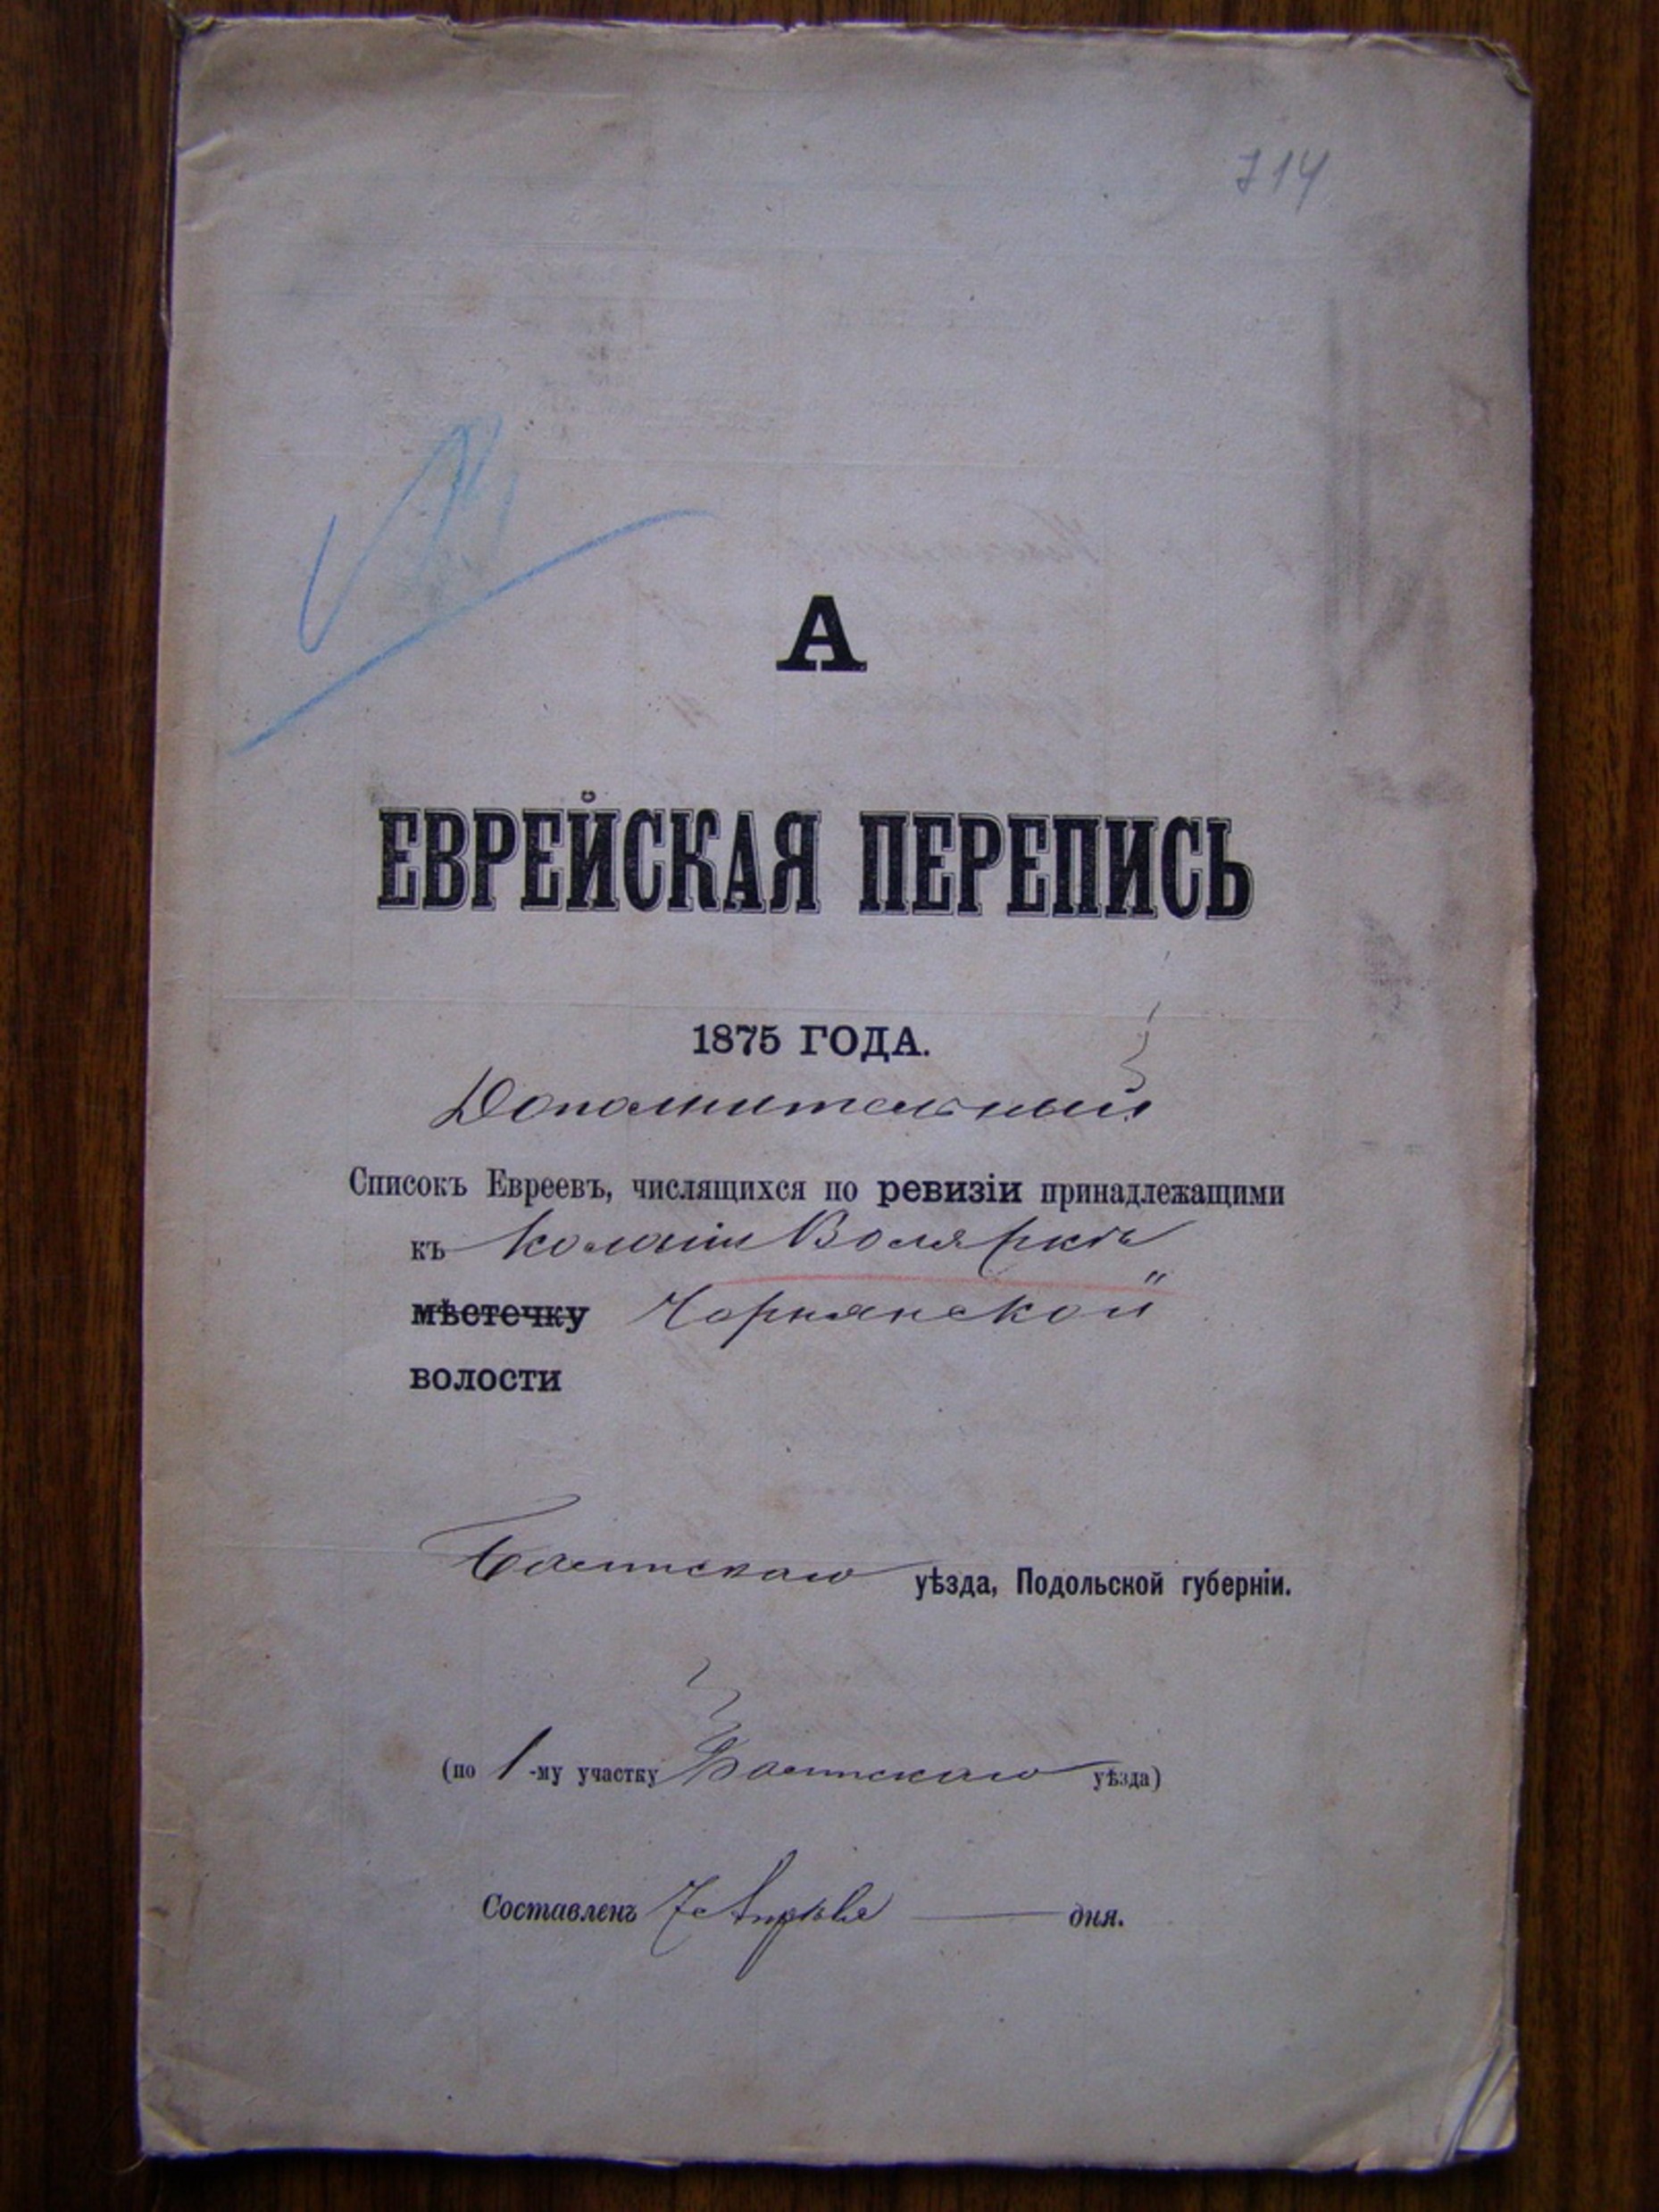 714
А
ЕВРЕЙСКАЯ ПЕРЕПИСЬ
1875 ГОДА.
Дополнительный
Списокъ Евреевъ, числящихся по ревизіи принадлежащими
къ колоніи Воляркѣ
мѣстечку Чорнянской
волости
Балтскаго уѣзда, Подольской губерніи.
(по 1-му участку Балтскаго уѣзда)
Составленъ 7 Апрѣля дня.